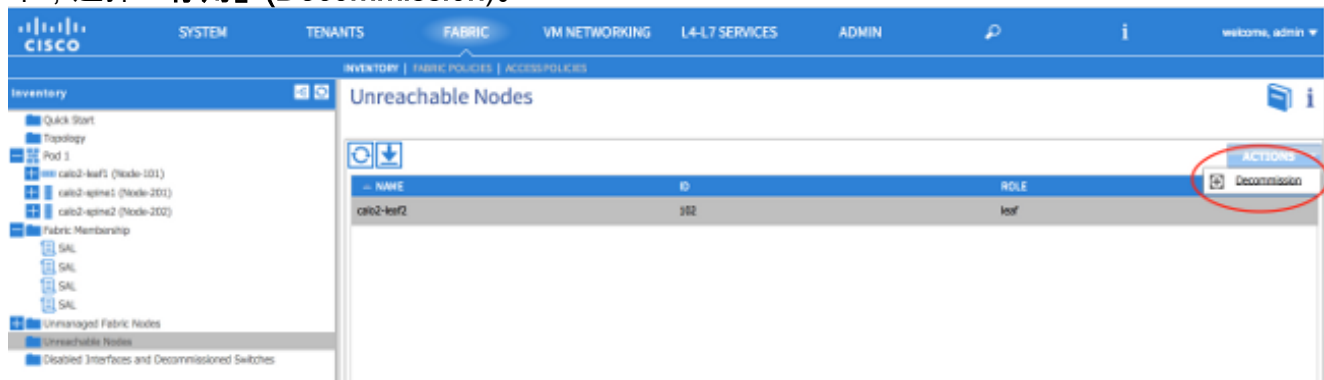 (Decommission)。
CISCO
SYSTEM TENANTS FABRIC VM NETWORKING L4-L7 SERVICES ADMIN i welcome, admin
INVENTORY | FABRIC POLICIES | ACCESS POLICIES
Inventory
Quick Start
Topology
Pod 1
calo2-leaf1 (Node-101)
calo2-spine1 (Node-201)
calo2-spine2 (Node-202)
Fabric Membership
SAL
SAL
SAL
SAL
Unmanaged Fabric Nodes
Unreachable Nodes
Disabled Interfaces and Decommissioned Switches
Unreachable Nodes
i
ACTIONS
Decommission
NAME ID ROLE
calo2-leaf2 102 leaf